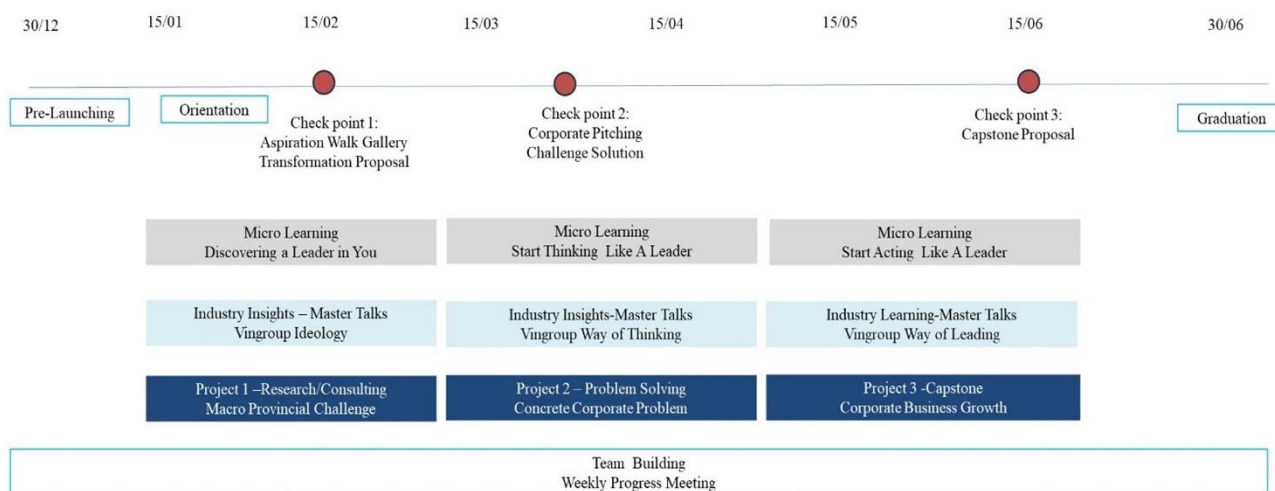 30/12 15/01 15/02 15/03 15/04 15/05 15/06 30/06
Pre-Launching
Orientation
Check point 1:
Aspiration Walk Gallery
Transformation Proposal
Check point 2:
Corporate Pitching
Challenge Solution
Check point 3:
Capstone Proposal
Graduation
Micro Learning
Discovering a Leader in You
Micro Learning
Start Thinking Like A Leader
Micro Learning
Start Acting Like A Leader
Industry Insights – Master Talks
Vingroup Ideology
Industry Insights-Master Talks
Vingroup Way of Thinking
Industry Learning-Master Talks
Vingroup Way of Leading
Project 1 –Research/Consulting
Macro Provincial Challenge
Project 2 – Problem Solving
Concrete Corporate Problem
Project 3 -Capstone
Corporate Business Growth
Team Building
Weekly Progress Meeting